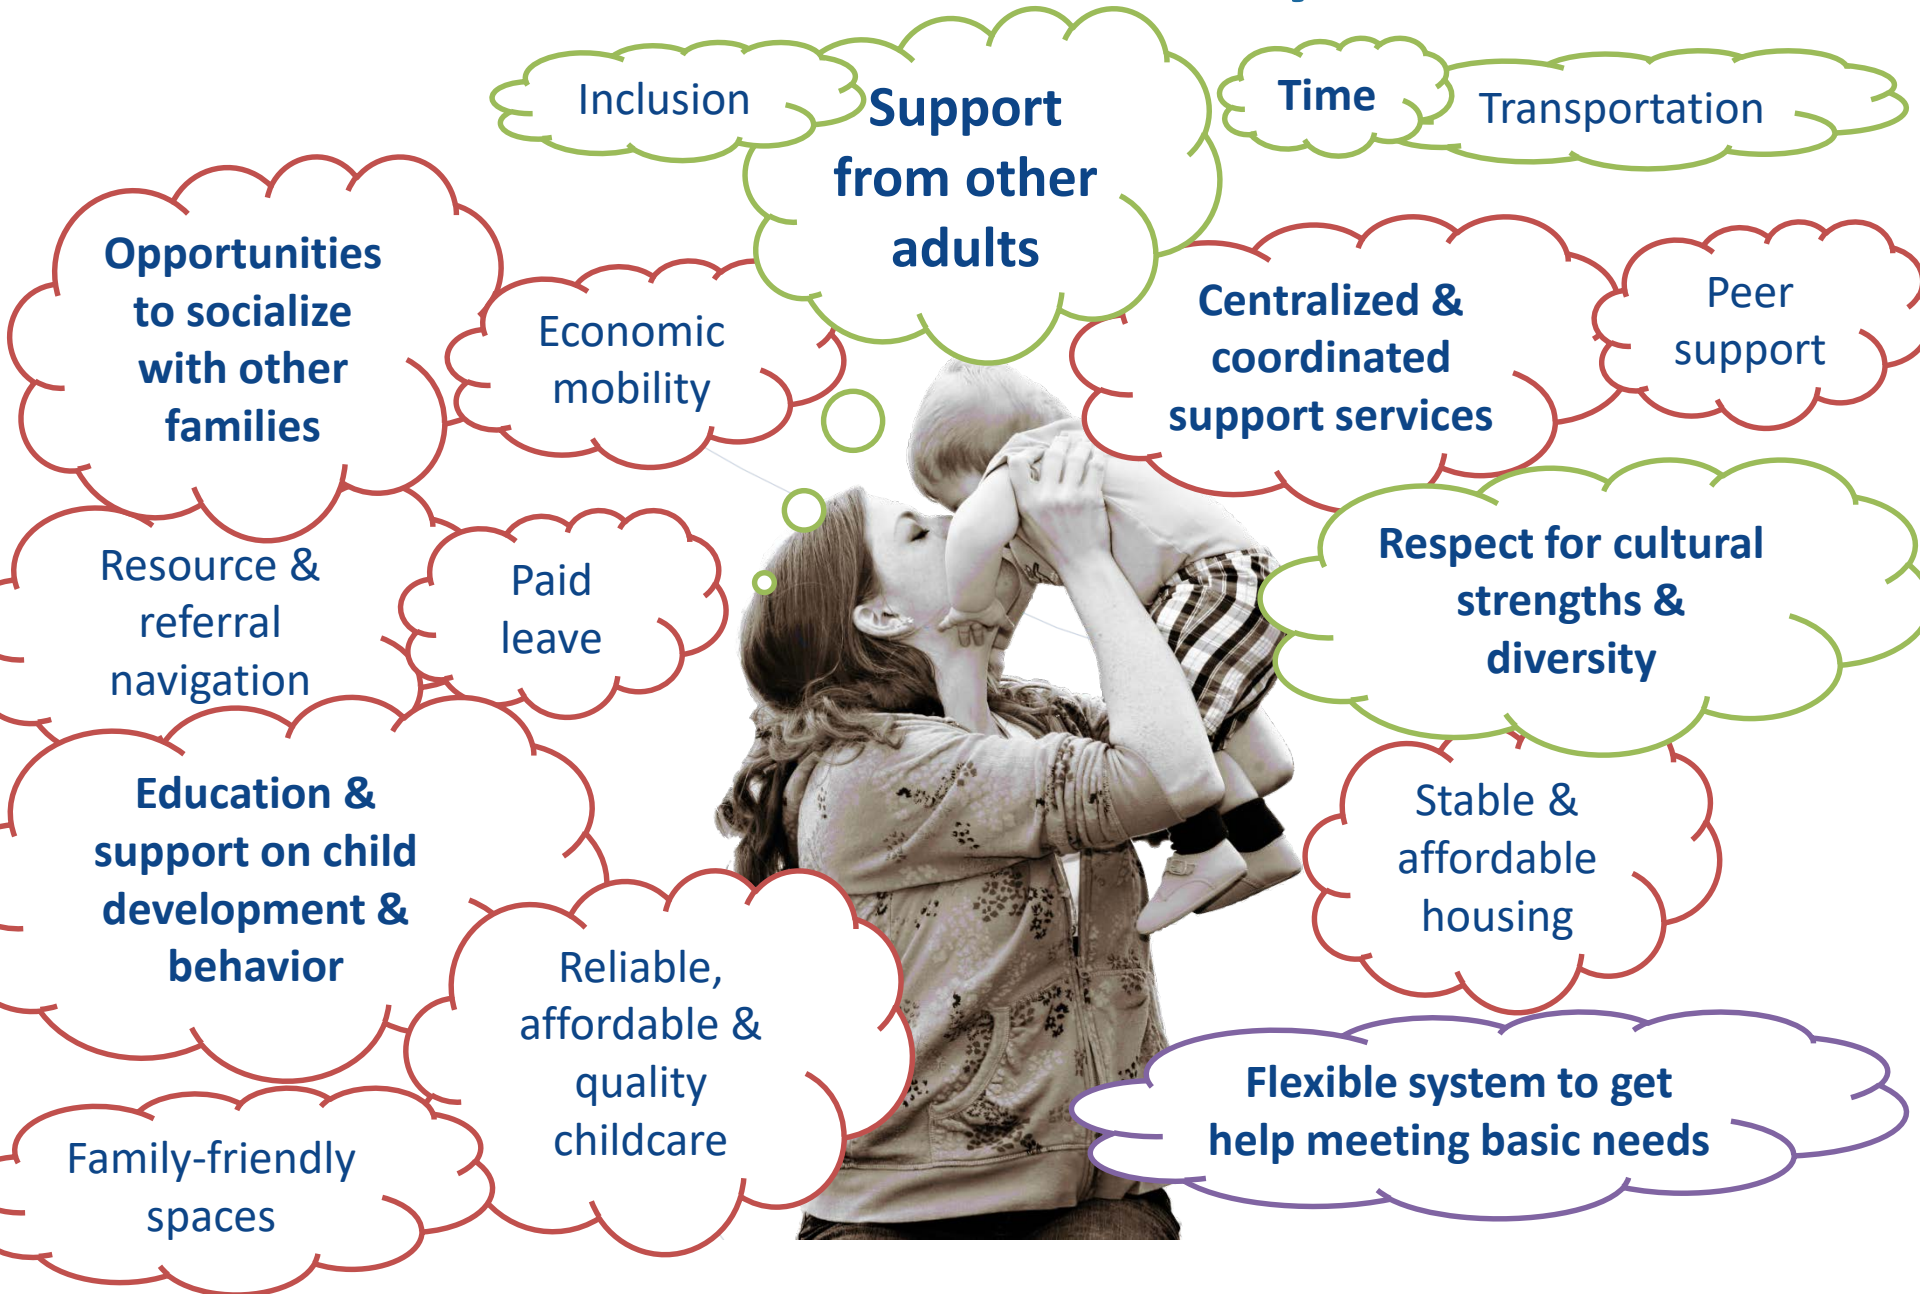 Inclusion
Support
from other
adults
Time
Transportation
Opportunities
to socialize
with other
families
Economic
mobility
Centralized &
coordinated
support services
Peer
support
Resource &
referral
navigation
Paid
leave
Respect for cultural
strengths &
diversity
Education &
support on child
development &
behavior
Reliable,
affordable &
quality
childcare
Stable &
affordable
housing
Family-friendly
spaces
Flexible system to get
help meeting basic needs